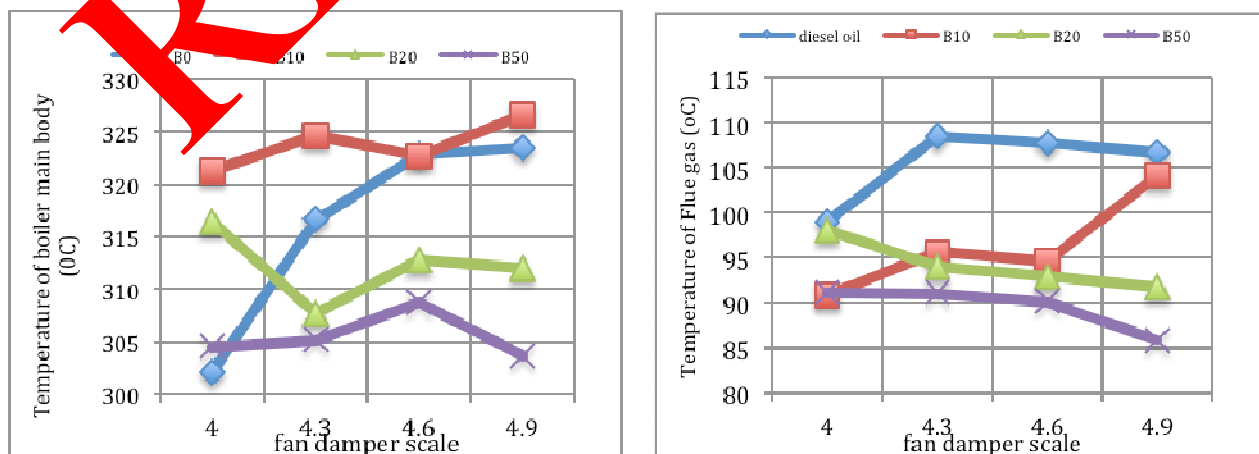 B0 B10 B20 B50
Temperature of boiler main body
(0C)
330
325
320
315
310
305
300
4 4.3 4.6 4.9
fan damper scale
diesel oil B10 B20 B50
Temperature of Flue gas (oC)
115
110
105
100
95
90
85
80
4 4.3 4.6 4.9
fan damper scale